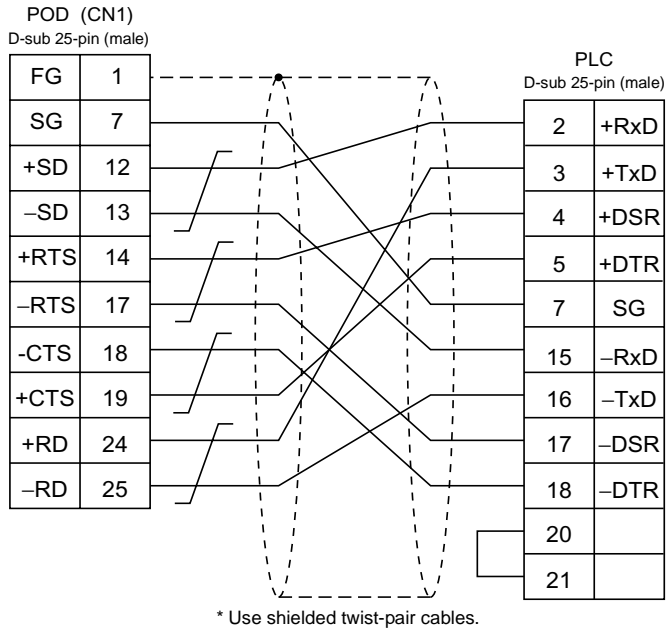 POD (CN1)
D-sub 25-pin (male)
FG 1
SG 7
+SD 12
–SD 13
+RTS 14
–RTS 17
-CTS 18
+CTS 19
+RD 24
–RD 25
PLC
D-sub 25-pin (male)
2 +RxD
3 +TxD
4 +DSR
5 +DTR
7 SG
15 –RxD
16 –TxD
17 –DSR
18 –DTR
20
21
* Use shielded twist-pair cables.